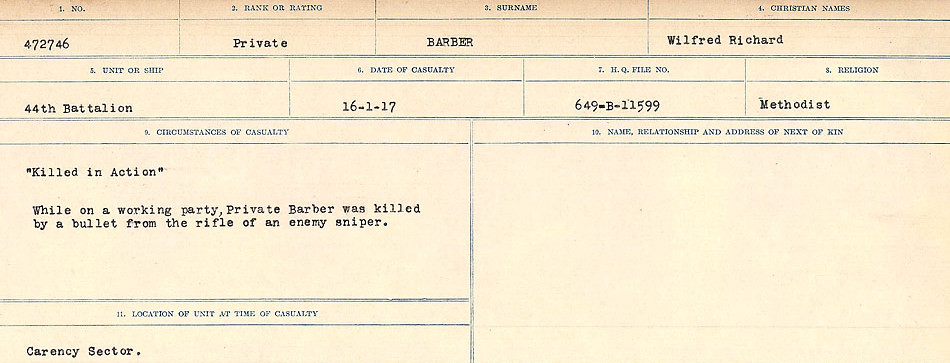 1. NO.
2. RANK OR RATING
3. SURNAME
4. CHRISTIAN NAMES
472746
Private
BARBER
Wilfred Richard
5. UNIT OR SHIP
6. DATE OF CASUALTY
7. H.Q. FILE NO.
8. RELIGION
44th Battalion
16-1-17
649-B-11599
Methodist
9. CIRCUMSTANCES OF CASUALTY
"Killed in Action"
While on a working party, Private Barber was killed
by a bullet from the rifle of an enemy sniper.
10. NAME, RELATIONSHIP AND ADDRESS OF NEXT OF KIN
11. LOCATION OF UNIT AT TIME OF CASUALTY
Carency Sector.